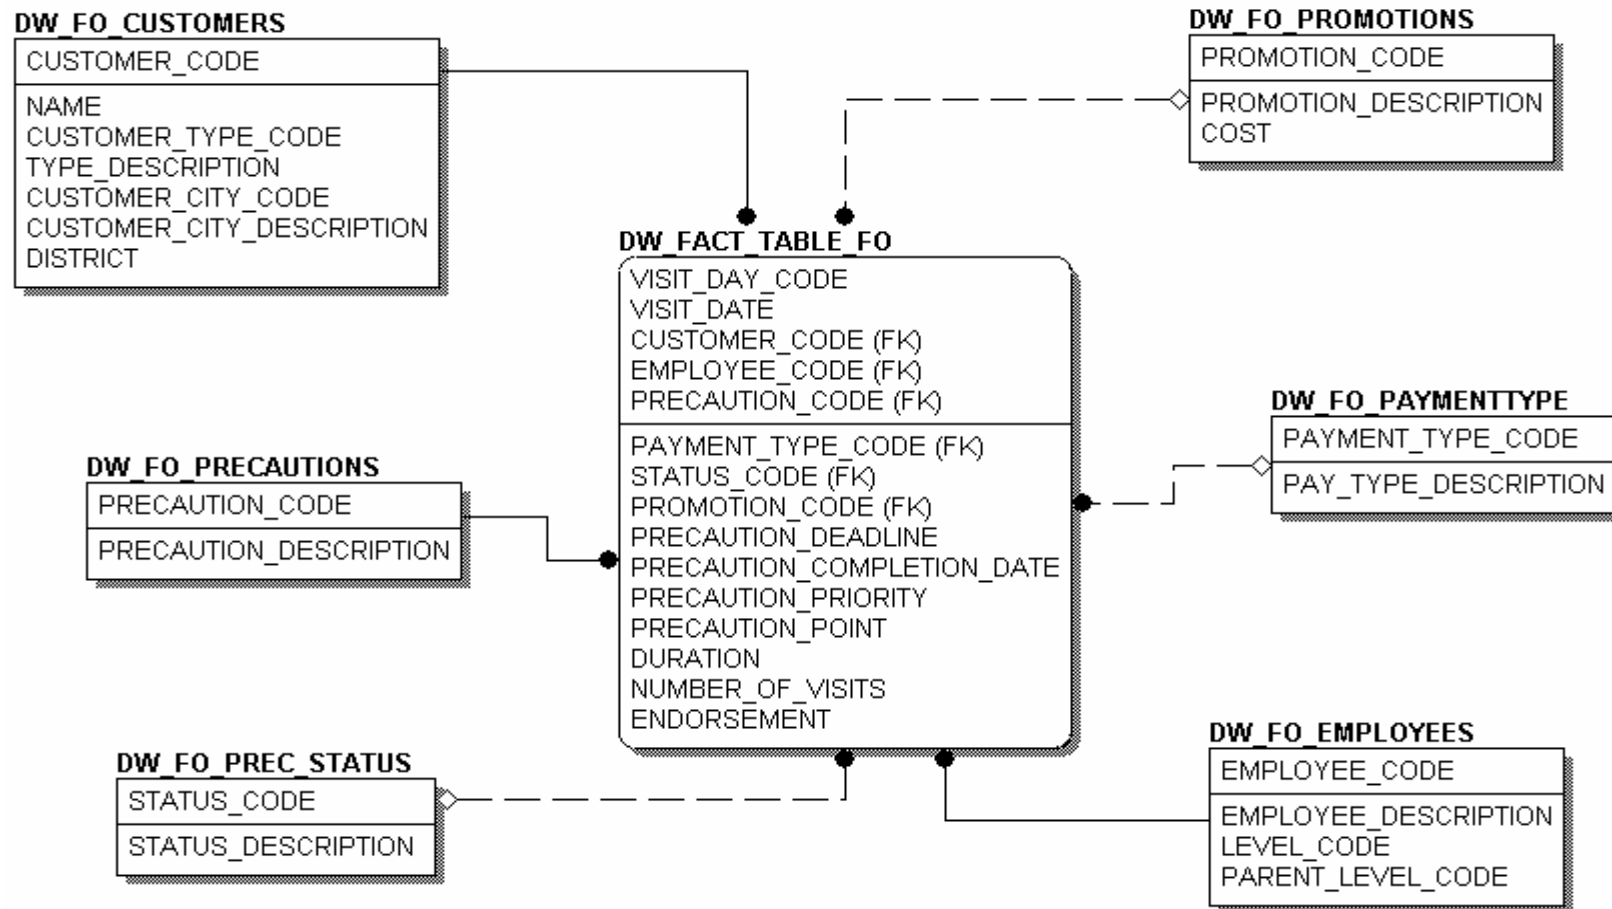 DW_FO_CUSTOMERS
CUSTOMER_CODE
NAME
CUSTOMER_TYPE_CODE
TYPE_DESCRIPTION
CUSTOMER_CITY_CODE
CUSTOMER_CITY_DESCRIPTION
DISTRICT
DW_FO_PROMOTIONS
PROMOTION_CODE
PROMOTION_DESCRIPTION
COST
DW_FACT_TABLE_FO
VISIT_DAY_CODE
VISIT_DATE
CUSTOMER_CODE (FK)
EMPLOYEE_CODE (FK)
PRECAUTION_CODE (FK)
PAYMENT_TYPE_CODE (FK)
STATUS_CODE (FK)
PROMOTION_CODE (FK)
PRECAUTION_DEADLINE
PRECAUTION_COMPLETION_DATE
PRECAUTION_PRIORITY
PRECAUTION_POINT
DURATION
NUMBER_OF_VISITS
ENDORSEMENT
DW_FO_PAYMENTTYPE
PAYMENT_TYPE_CODE
PAY_TYPE_DESCRIPTION
DW_FO_PRECAUTIONS
PRECAUTION_CODE
PRECAUTION_DESCRIPTION
DW_FO_PREC_STATUS
STATUS_CODE
STATUS_DESCRIPTION
DW_FO_EMPLOYEES
EMPLOYEE_CODE
EMPLOYEE_DESCRIPTION
LEVEL_CODE
PARENT_LEVEL_CODE